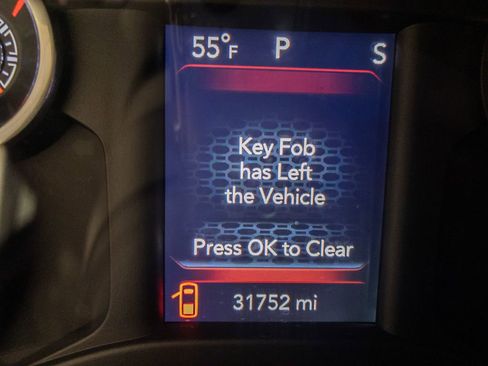 55°F P S
Key Fob
has Left
the Vehicle
Press OK to Clear
31752 mi